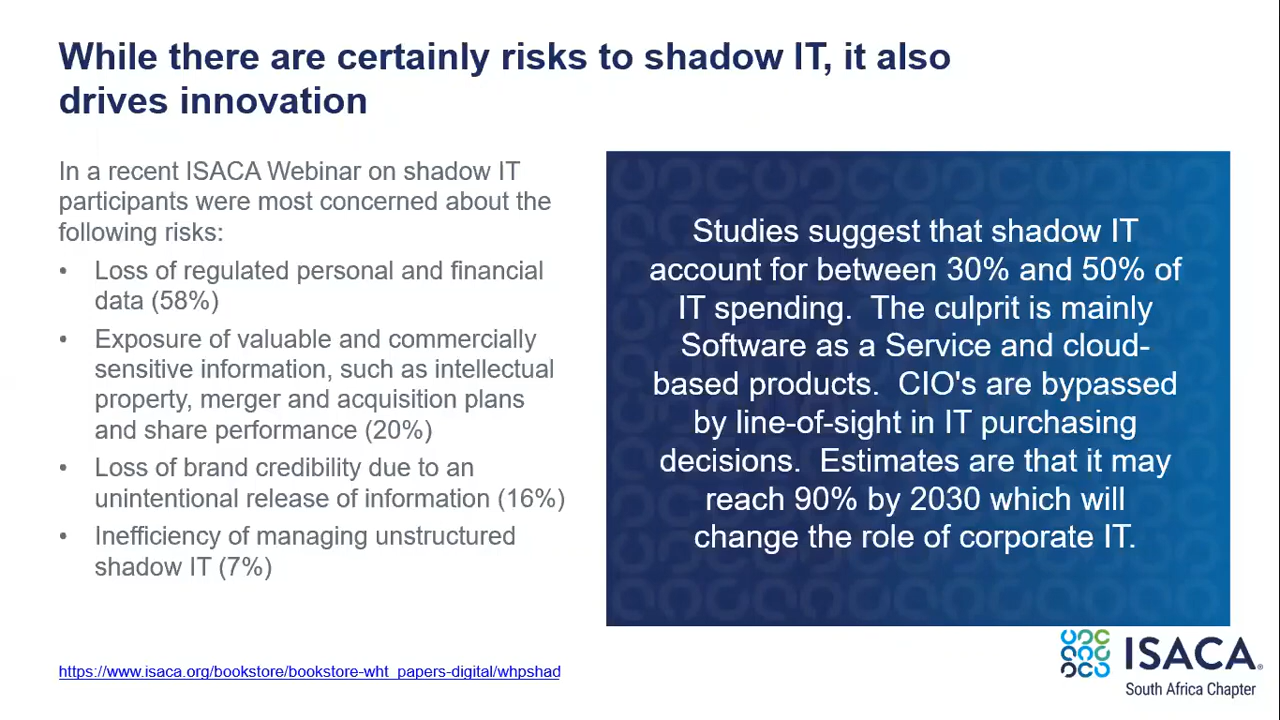 While there are certainly risks to shadow IT, it also
drives innovation
In a recent ISACA Webinar on shadow IT
participants were most concerned about the
following risks:
• Loss of regulated personal and financial
data (58%)
• Exposure of valuable and commercially
sensitive information, such as intellectual
property, merger and acquisition plans
and share performance (20%)
• Loss of brand credibility due to an
unintentional release of information (16%)
• Inefficiency of managing unstructured
shadow IT (7%)
Studies suggest that shadow IT
account for between 30% and 50% of
IT spending.  The culprit is mainly
Software as a Service and cloud-
based products.  CIO's are bypassed
by line-of-sight in IT purchasing
decisions.  Estimates are that it may
reach 90% by 2030 which will
change the role of corporate IT.
https://www.isaca.org/bookstore/bookstore-wht_papers-digital/whpshad
ISACA®
South Africa Chapter